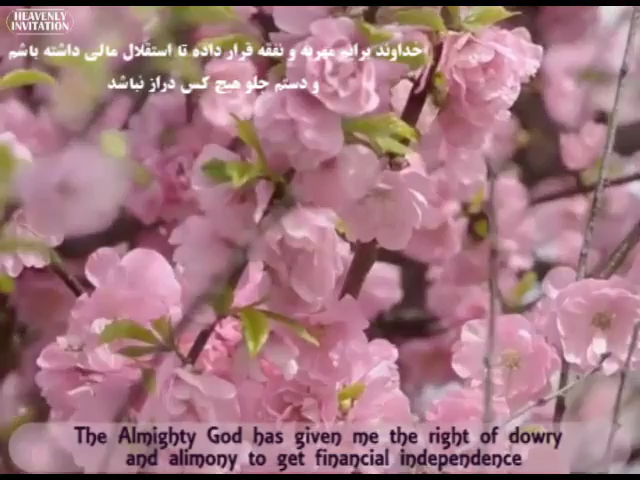 HEAVENLY
INVITATION
خداوند برایم مهریه و نفقه قرار داده تا استقلال مالی داشته باشم
و دستم جلو هیچ کس دراز نباشد
The Almighty God has given me the right of dowry
and alimony to get financial independence